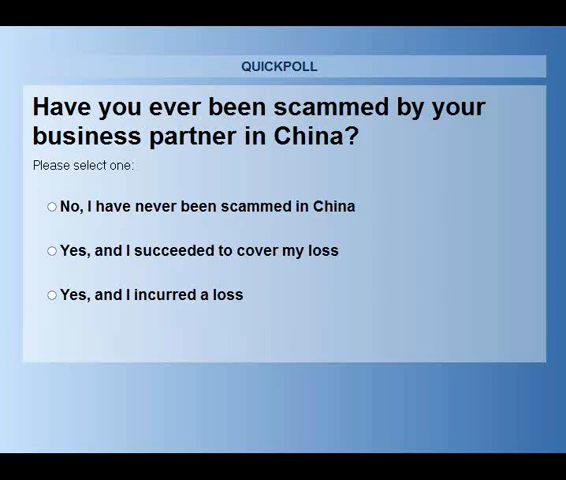 QUICKPOLL
Have you ever been scammed by your
business partner in China?
Please select one:
No, I have never been scammed in China
Yes, and I succeeded to cover my loss
Yes, and I incurred a loss